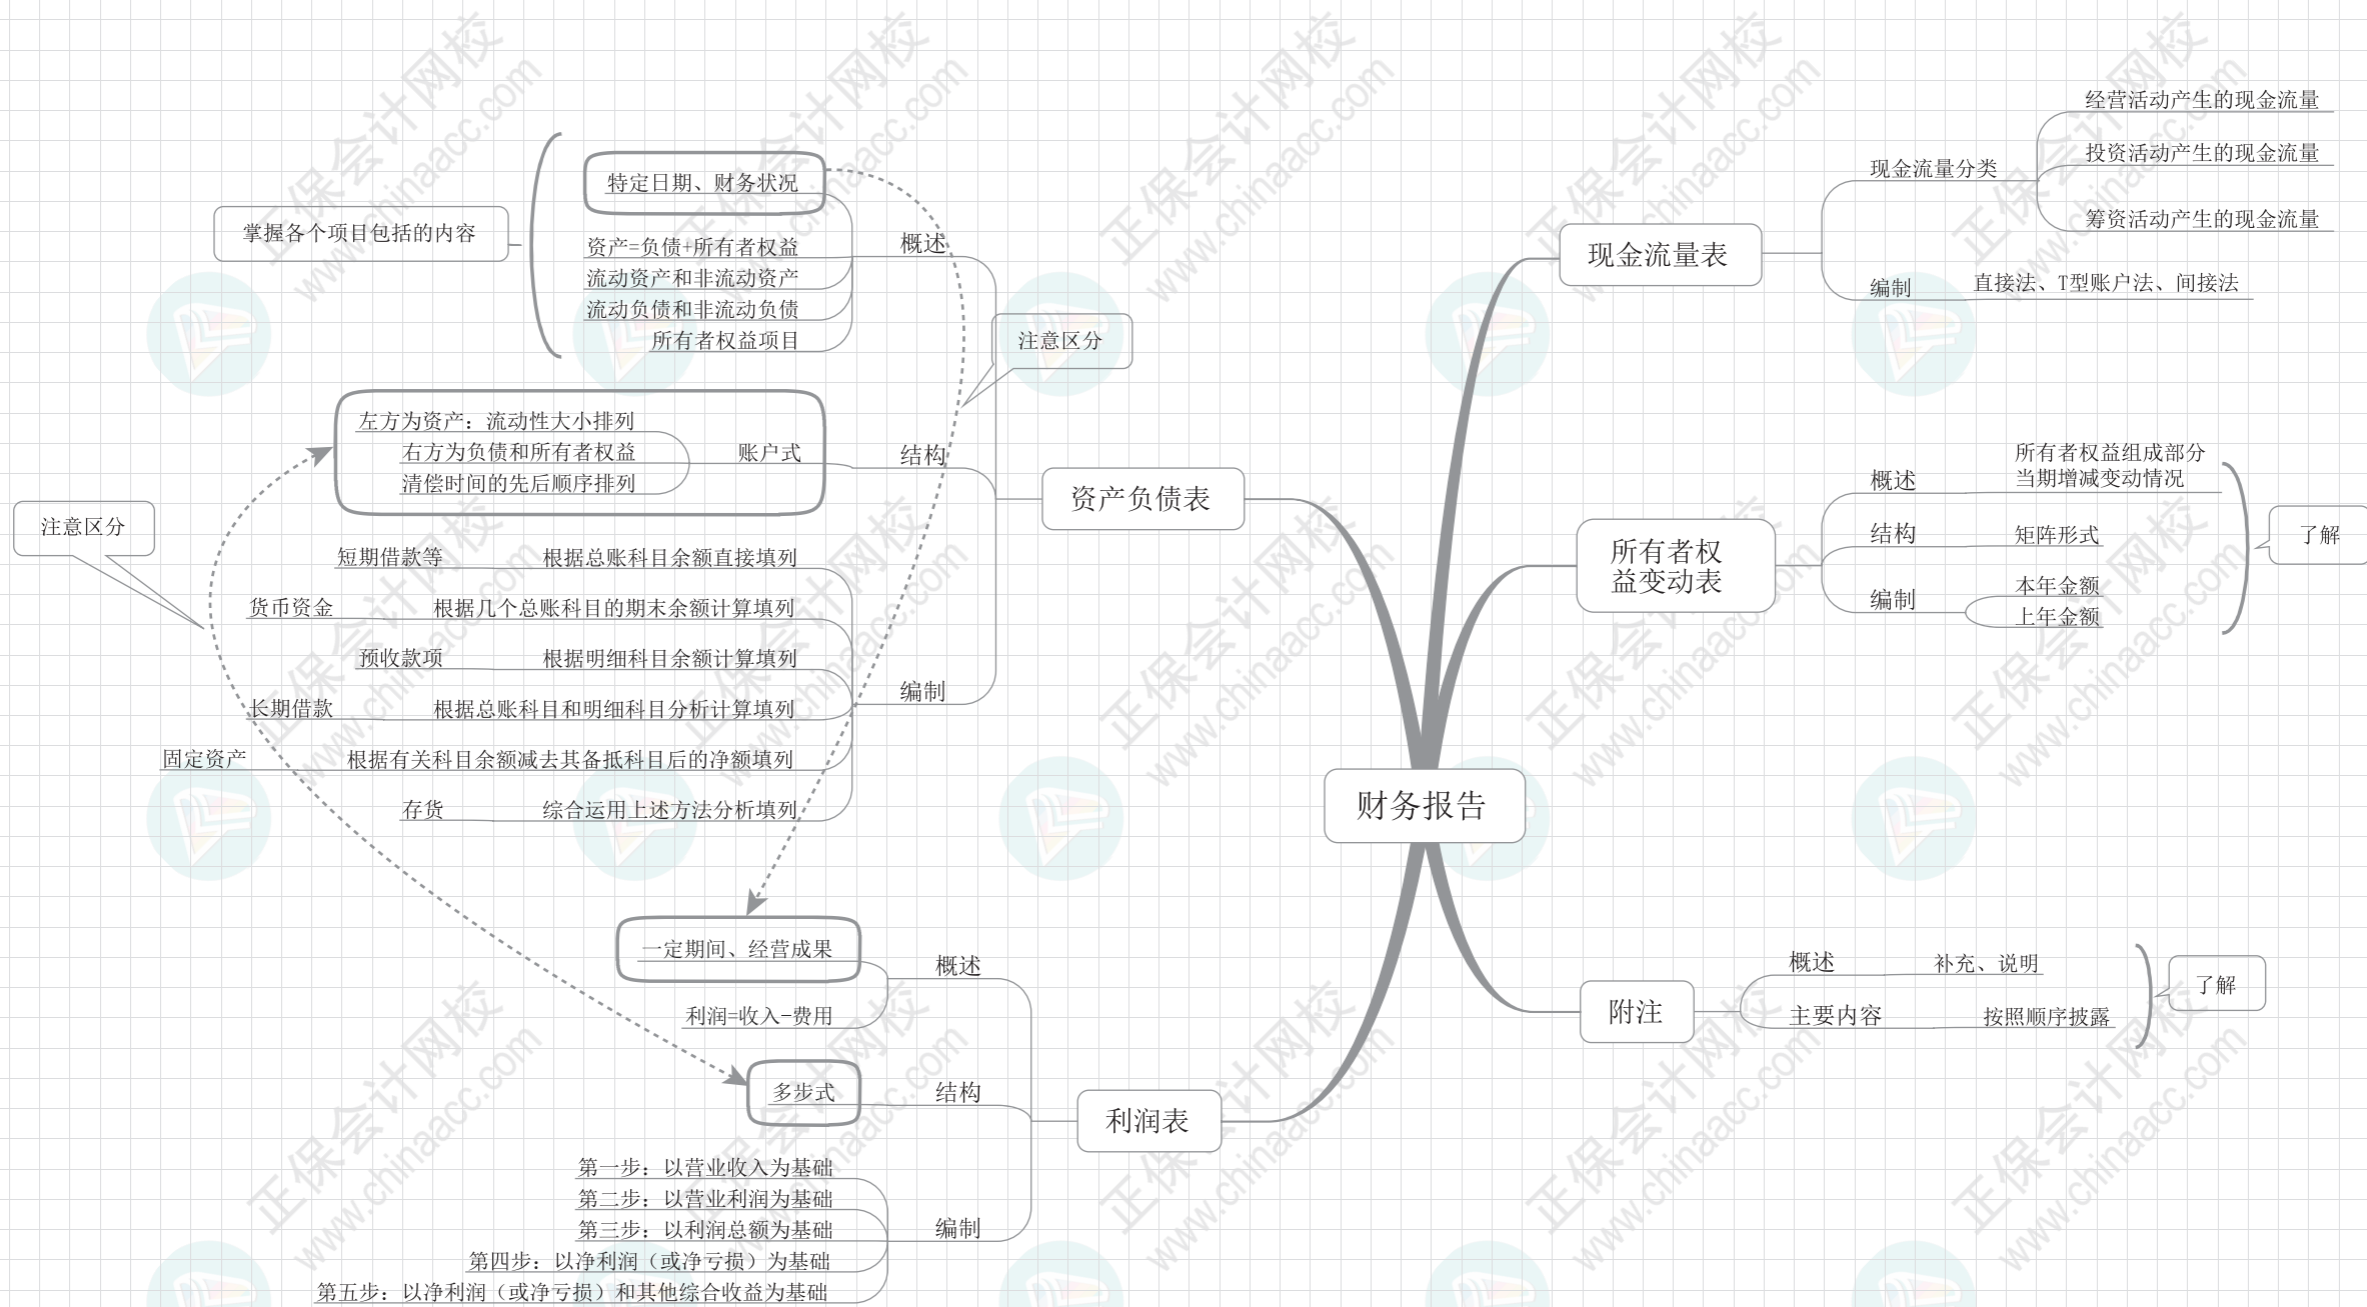 财务报告
资产负债表
概述
特定日期、财务状况
资产=负债+所有者权益
流动资产和非流动资产
流动负债和非流动负债
所有者权益项目
掌握各个项目包括的内容
注意区分
结构
账户式
左方为资产：流动性大小排列
右方为负债和所有者权益
清偿时间的先后顺序排列
注意区分
编制
根据总账科目余额直接填列
短期借款等
根据几个总账科目的期末余额计算填列
货币资金
根据明细科目余额计算填列
预收款项
根据总账科目和明细科目分析计算填列
长期借款
根据有关科目余额减去其备抵科目后的净额填列
固定资产
综合运用上述方法分析填列
存货
利润表
概述
一定期间、经营成果
利润=收入-费用
结构
多步式
编制
第一步：以营业收入为基础
第二步：以营业利润为基础
第三步：以利润总额为基础
第四步：以净利润（或净亏损）为基础
第五步：以净利润（或净亏损）和其他综合收益为基础
现金流量表
现金流量分类
经营活动产生的现金流量
投资活动产生的现金流量
筹资活动产生的现金流量
编制
直接法、T型账户法、间接法
所有者权
益变动表
概述
所有者权益组成部分
当期增减变动情况
结构
矩阵形式
编制
本年金额
上年金额
了解
附注
概述
补充、说明
主要内容
按照顺序披露
了解
正保会计网校
www.chinaacc.com